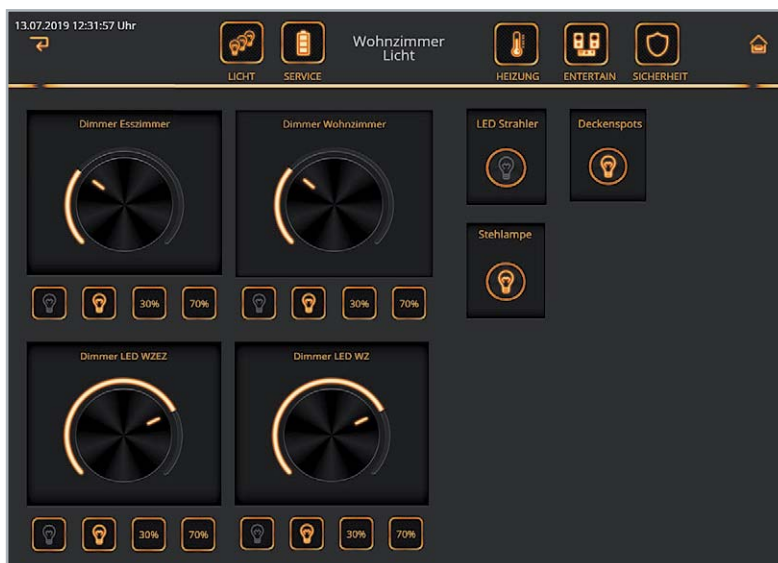 13.07.2019 12:31:57 Uhr
LICHT
SERVICE
Wohnzimmer
Licht
HEIZUNG
ENTERTAIN
SICHERHEIT
Dimmer Esszimmer
Dimmer Wohnzimmer
LED Strahler
Deckenspots
Stehlampe
30%
70%
30%
70%
Dimmer LED WZEZ
Dimmer LED WZ
30%
70%
30%
70%